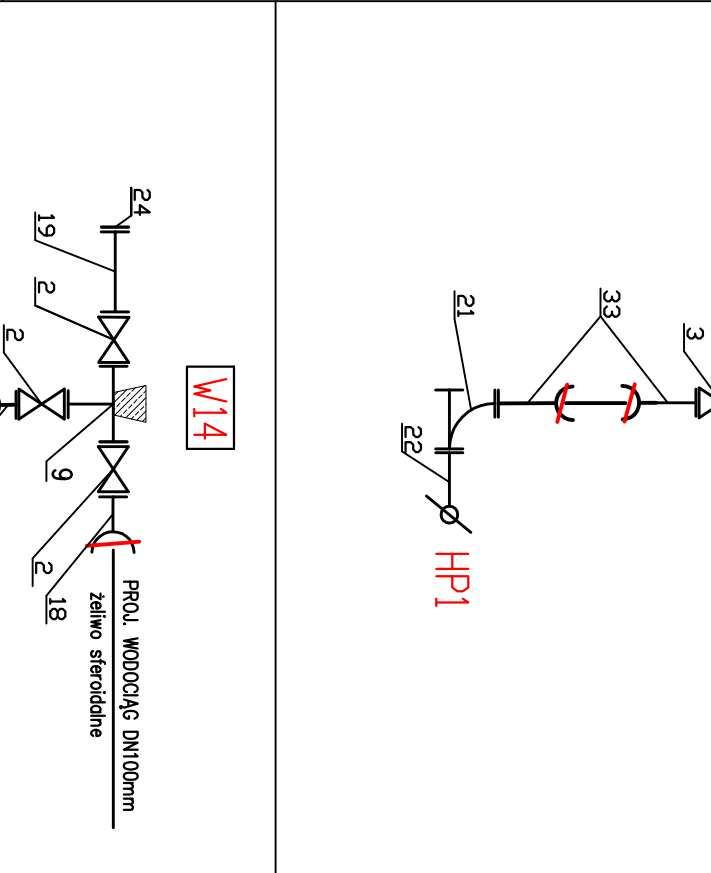 33
3
21
22
HP1
24
19
2
2
W14
9
2
18
PROJ. WODOCIĄG DN100mm
żeliwo sferoidalne